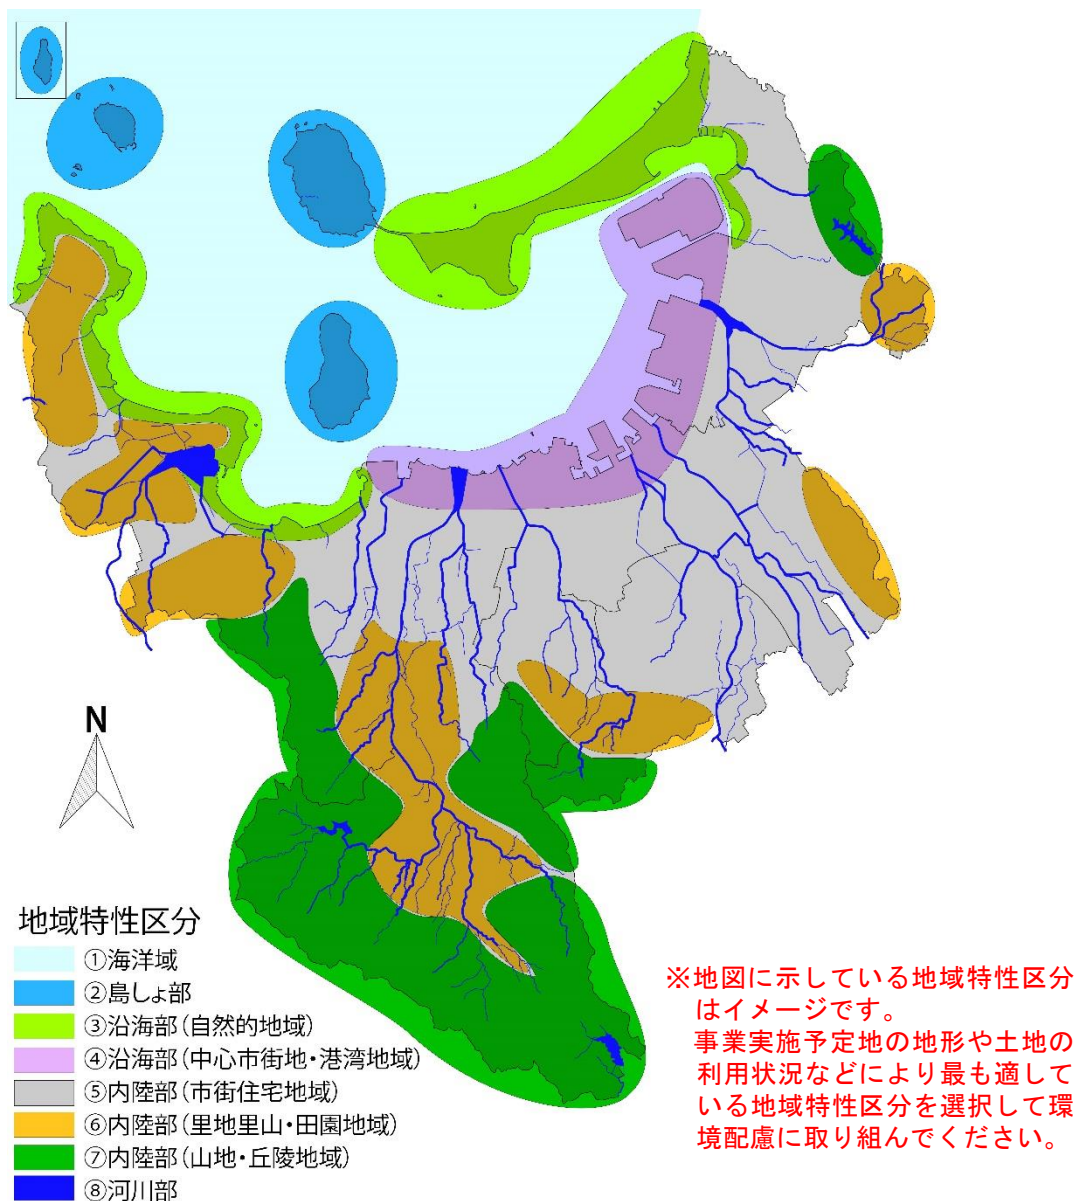 N
地域特性区分
①海洋域
②島しょ部
③沿海部(自然的地域)
④沿海部(中心市街地・港湾地域)
⑤内陸部(市街住宅地域)
⑥内陸部(里地里山・田園地域)
⑦内陸部(山地・丘陵地域)
⑧河川部
※地図に示している地域特性区分
はイメージです。
事業実施予定地の地形や土地の
利用状況などにより最も適して
いる地域特性区分を選択して環
境配慮に取り組んでください。